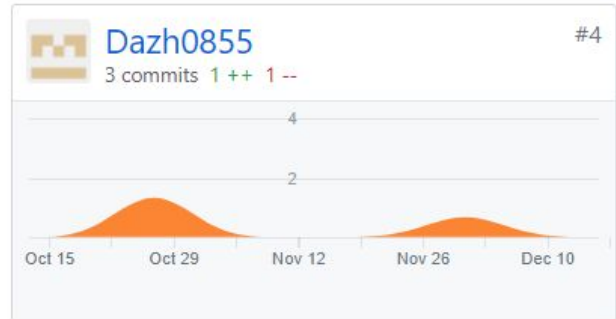 Dazh0855
#4
3 commits 1 ++ 1 --
4
2
Oct 15 Oct 29 Nov 12 Nov 26 Dec 10